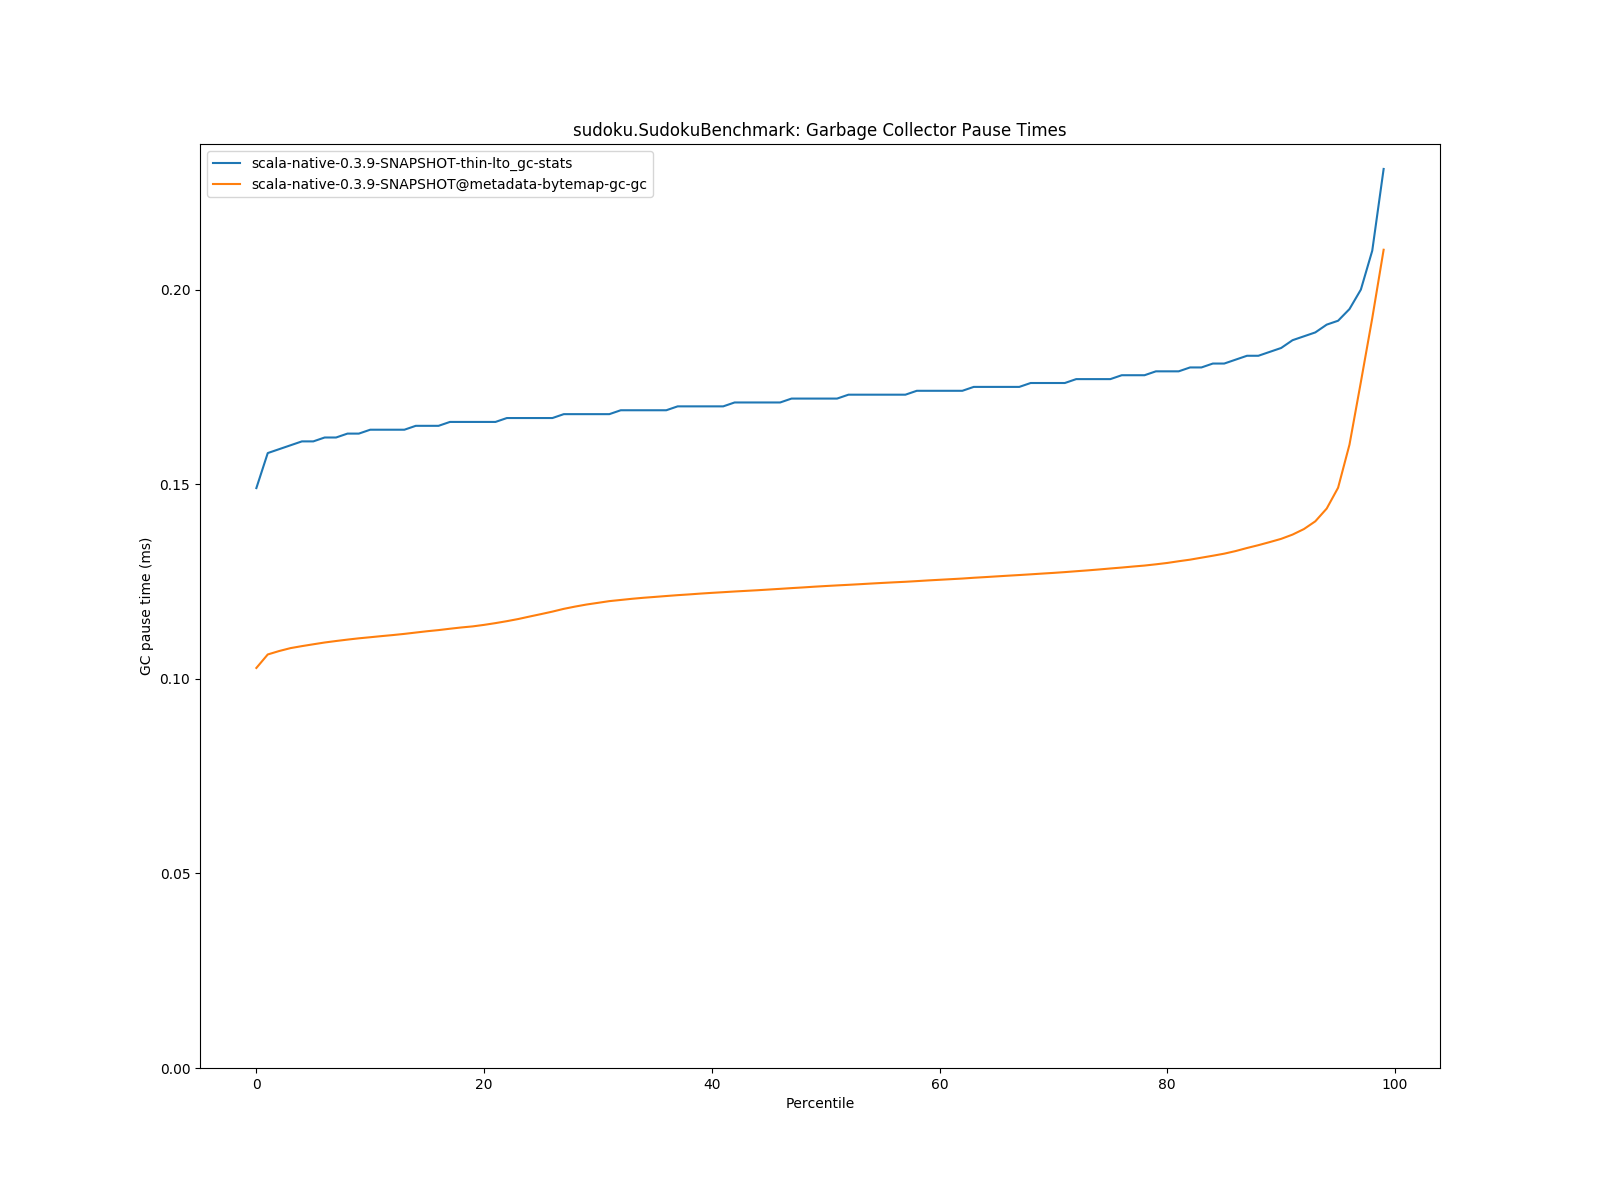 sudoku.SudokuBenchmark: Garbage Collector Pause Times
scala-native-0.3.9-SNAPSHOT-thin-lto_gc-stats
scala-native-0.3.9-SNAPSHOT@metadata-bytemap-gc-gc
GC pause time (ms)
0.20
0.15
0.10
0.05
0.00
0 20 40 60 80 100
Percentile